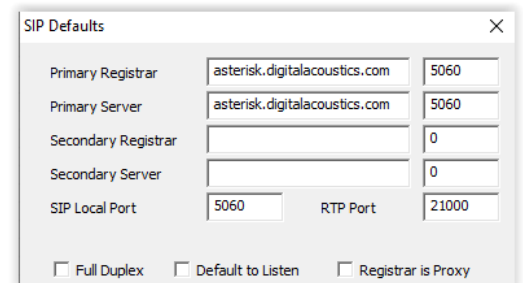 SIP Defaults
Primary Registrar asterisk.digitalacoustics.com 5060
Primary Server asterisk.digitalacoustics.com 5060
Secondary Registrar 0
Secondary Server 0
SIP Local Port 5060 RTP Port 21000
Full Duplex Default to Listen Registrar is Proxy